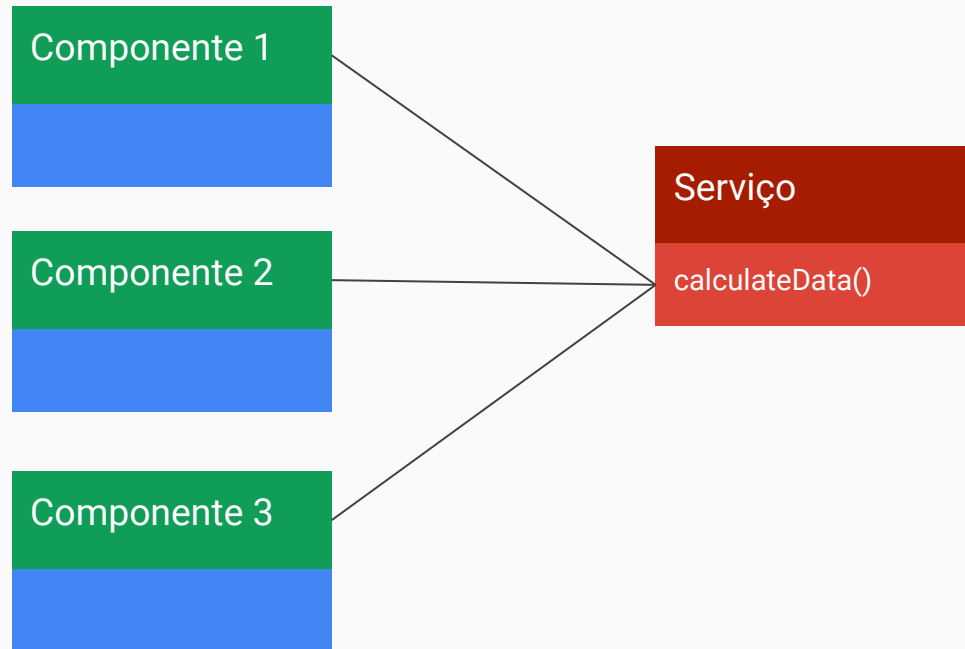 Componente 1
Serviço
Componente 2
calculateData()
Componente 3